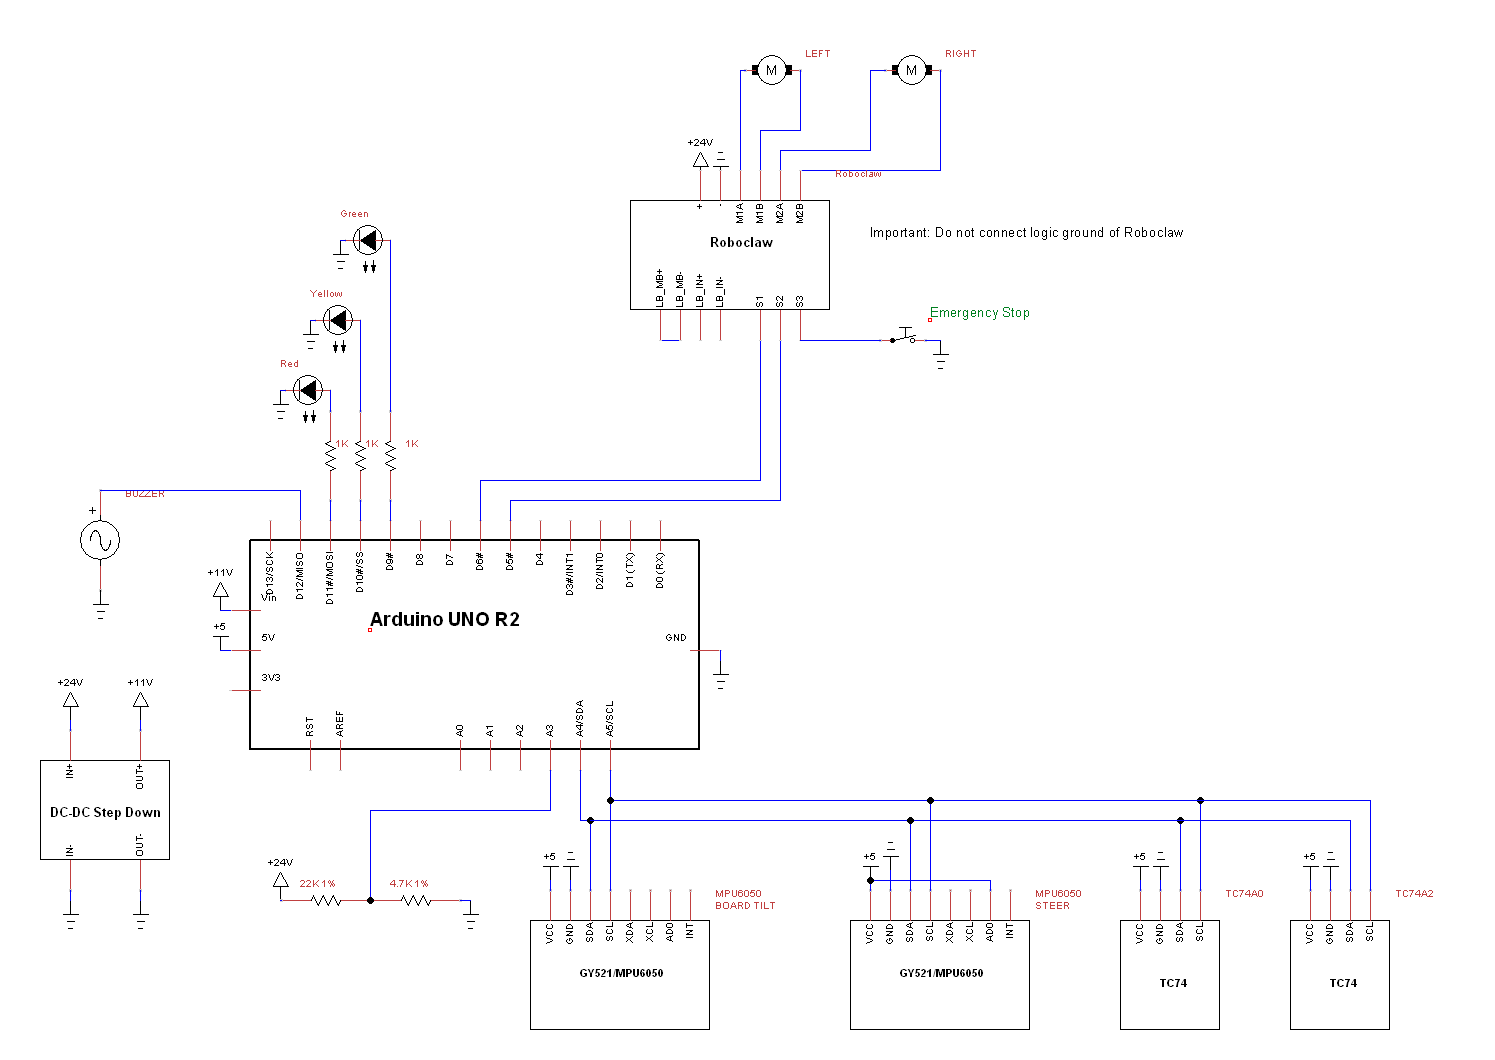 LEFT
RIGHT
M
M
+24V
Roboclaw
+
-
M1A
M1B
M2A
M2B
Roboclaw
Important: Do not connect logic ground of Roboclaw
LB_MB+
LB_MB-
LB_IN+
LB_IN-
S1
S2
S3
Emergency Stop
Green
Yellow
Red
1K
1K
1K
BUZZER
+
D13/SCK
D12/MISO
D11#/MOSI
D10#/SS
D9#
D8
D7
D6#
D5#
D4
D3#/INT1
D2/INT0
D1(TX)
D0(RX)
+11V
Vin
Arduino UNO R2
+5
5V
GND
3V3
RST
AREF
A0
A1
A2
A3
A4/SDA
A5/SCL
+24V
+11V
IN+
OUT+
DC-DC Step Down
IN-
OUT-
+24V
22K1%
4.7K1%
+5
MPU6050
BOARD TILT
VCC
GND
SDA
SCL
XDA
XCL
AD0
INT
GY521/MPU6050
+5
MPU6050
STEER
VCC
GND
SDA
SCL
XDA
XCL
AD0
INT
GY521/MPU6050
+5
TC74A0
VCC
GND
SDA
SCL
TC74
+5
TC74A2
VCC
GND
SDA
SCL
TC74